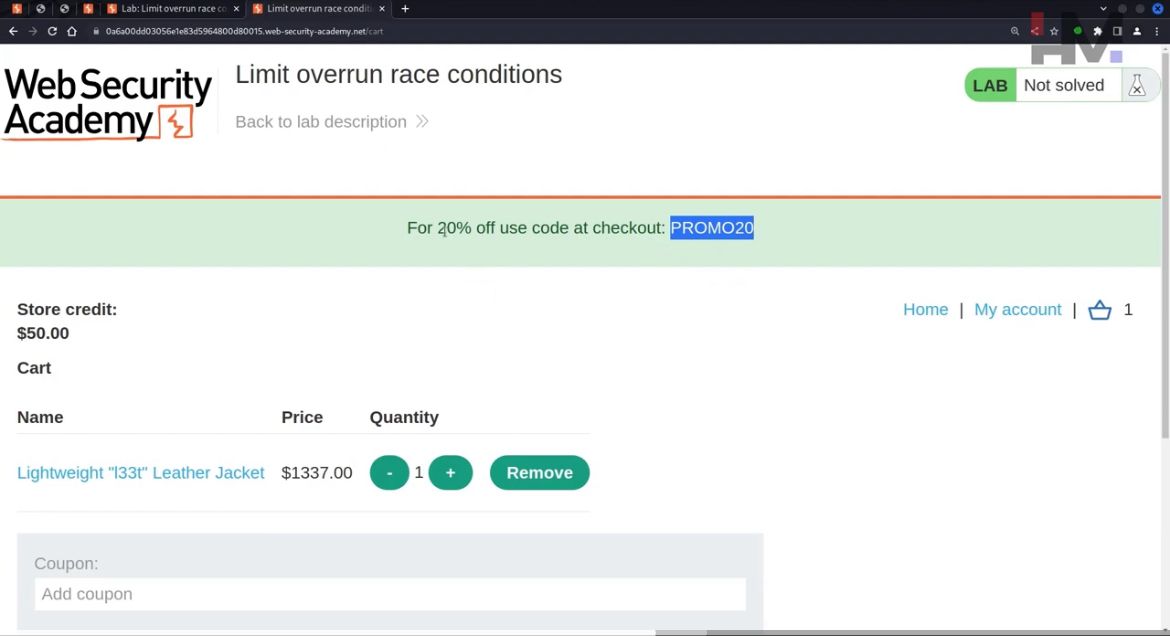 Lab: Limit overrun race co
Limit overrun race conditi
0a6a00dd03056e1e83d5964800d80015.web-security-academy.net/cart
HM
Web Security
Academy
Limit overrun race conditions
Back to lab description
LAB Not solved
For 20% off use code at checkout: PROMO20
Store credit:
$50.00
Home | My account | 1
Cart
Name Price Quantity
Lightweight "l33t" Leather Jacket $1337.00 - 1 + Remove
Coupon:
Add coupon